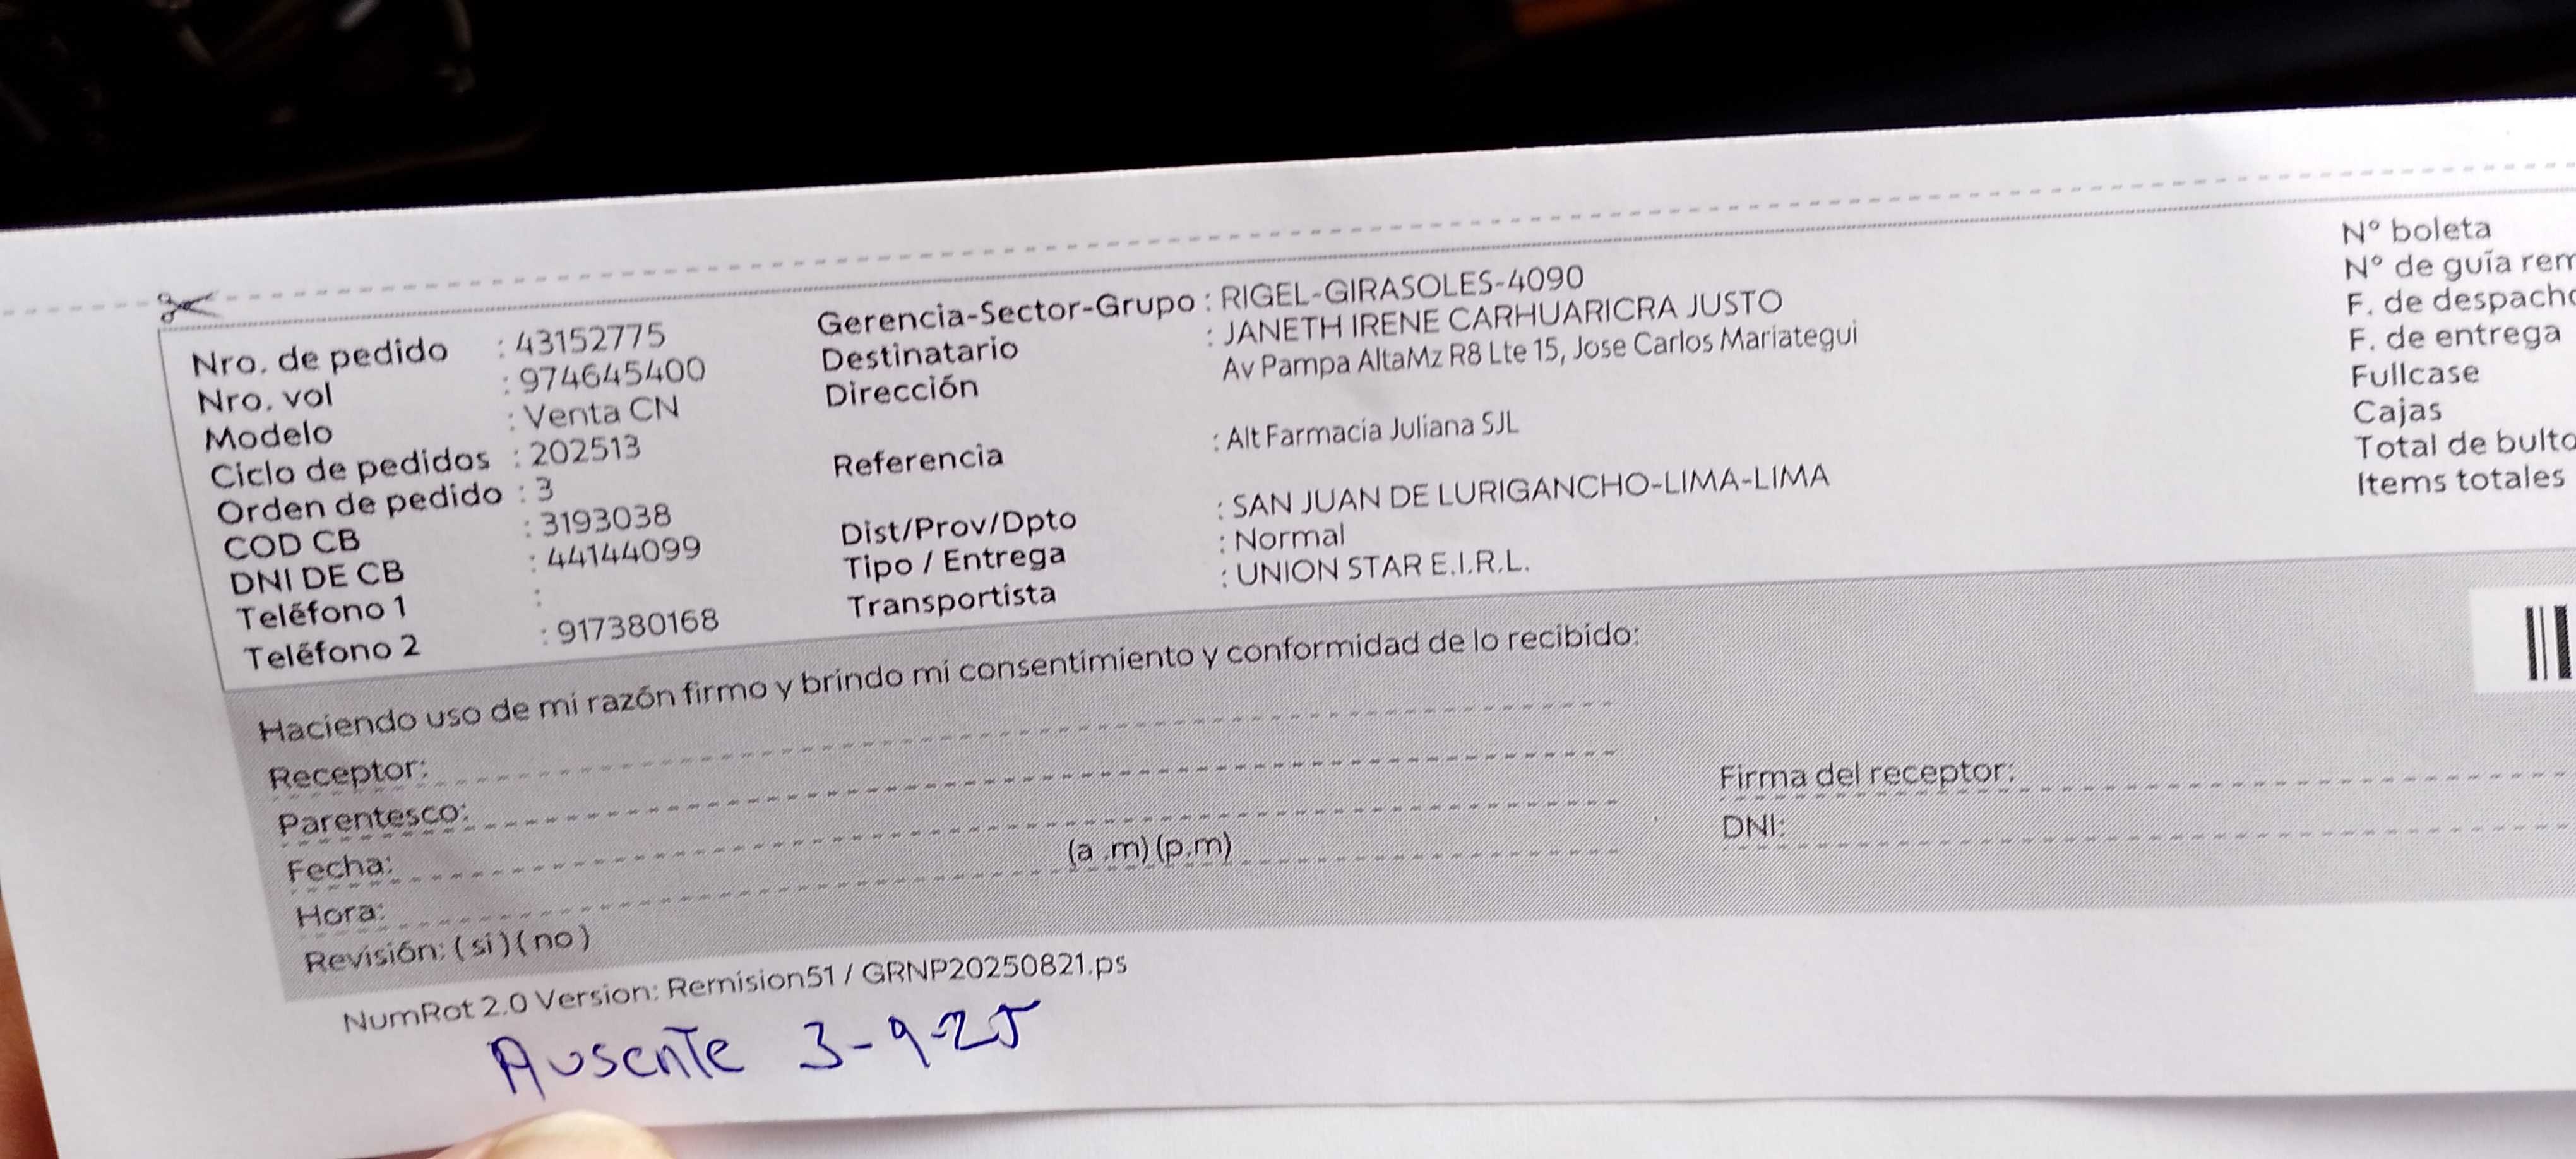 Nro. de pedido : 43152775
Nro. vol : 974645400
Modelo : Venta CN
Ciclo de pedidos : 202513
Orden de pedido : 3
COD CB : 3193038
DNI DE CB : 44144099
Teléfono 1 :
Teléfono 2 : 917380168
Gerencia-Sector-Grupo : RIGEL-GIRASOLES-4090
Destinatario : JANETH IRENE CARHUARICRA JUSTO
Dirección Av Pampa AltaMz R8 Lte 15, Jose Carlos Mariategui
Referencia : Alt Farmacia Juliana SJL
Dist/Prov/Dpto : SAN JUAN DE LURIGANCHO-LIMA-LIMA
Tipo / Entrega : Normal
Transportista : UNION STAR E.I.R.L.
N° boleta
N° de guía rem
F. de despacho
F. de entrega
Fullcase
Cajas
Total de bulto
Items totales
Haciendo uso de mi razón firmo y brindo mi consentimiento y conformidad de lo recibido:
Receptor:
Parentesco:
Fecha:
Hora: (a .m) (p.m)
Revisión: ( si ) ( no )
Firma del receptor:
DNI:
NumRot 2.0 Version: Remision51 / GRNP20250821.ps
Ausente 3-9-25